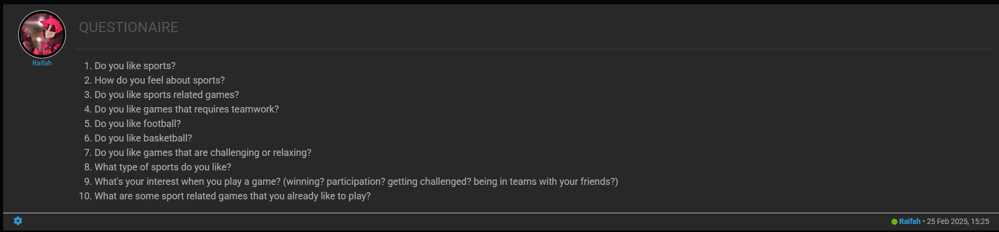 QUESTIONAIRE
Raifah
1. Do you like sports?
2. How do you feel about sports?
3. Do you like sports related games?
4. Do you like games that requires teamwork?
5. Do you like football?
6. Do you like basketball?
7. Do you like games that are challenging or relaxing?
8. What type of sports do you like?
9. What's your interest when you play a game? (winning? participation? getting challenged? being in teams with your friends?)
10. What are some sport related games that you already like to play?
Raifah • 25 Feb 2025, 15:25